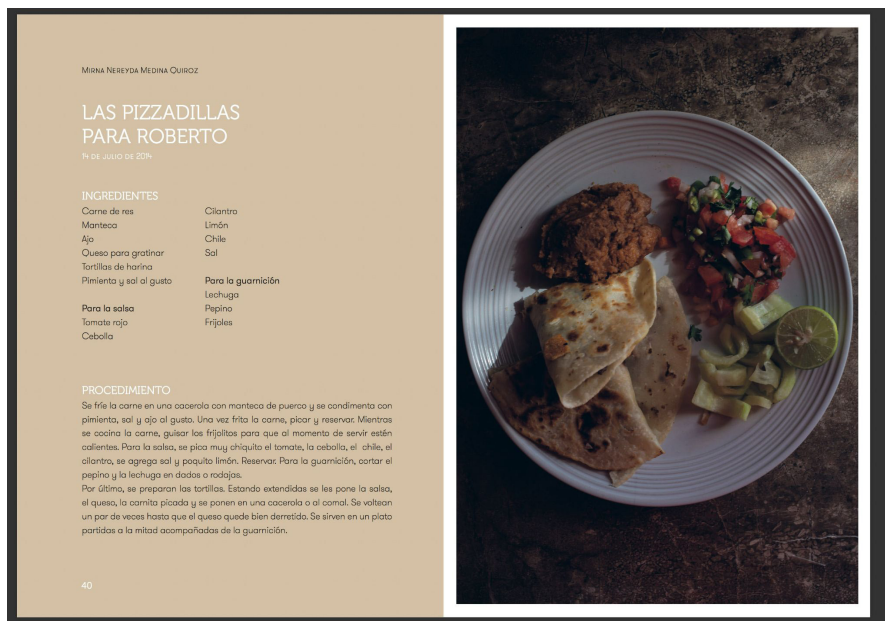 Mirna Nereyda Medina Quiroz
LAS PIZZADILLAS
PARA ROBERTO
14 DE JULIO DE 2014
INGREDIENTES
Carne de res
Manteca
Ajo
Queso para gratinar
Tortillas de harina
Pimienta y sal al gusto
Para la salsa
Tomate rojo
Cebolla
Cilantro
Limón
Chile
Sal
Para la guarnición
Lechuga
Pepino
Frijoles
PROCEDIMIENTO
Se fríe la carne en una cacerola con manteca de puerco y se condimenta con
pimienta, sal y ajo al gusto. Una vez frita la carne, picar y reservar. Mientras
se cocina la carne, guisar los frijolitos para que al momento de servir estén
calientes. Para la salsa, se pica muy chiquito el tomate, la cebolla, el chile, el
cilantro, se agrega sal y poquito limón. Reservar. Para la guarnición, cortar el
pepino y la lechuga en dados o rodajas.
Por último, se preparan las tortillas. Estando extendidas se les pone la salsa,
el queso, la carnita picada y se ponen en una cacerola o al comal. Se voltean
un par de veces hasta que el queso quede bien derretido. Se sirven en un plato
partidas a la mitad acompañadas de la guarnición.
40